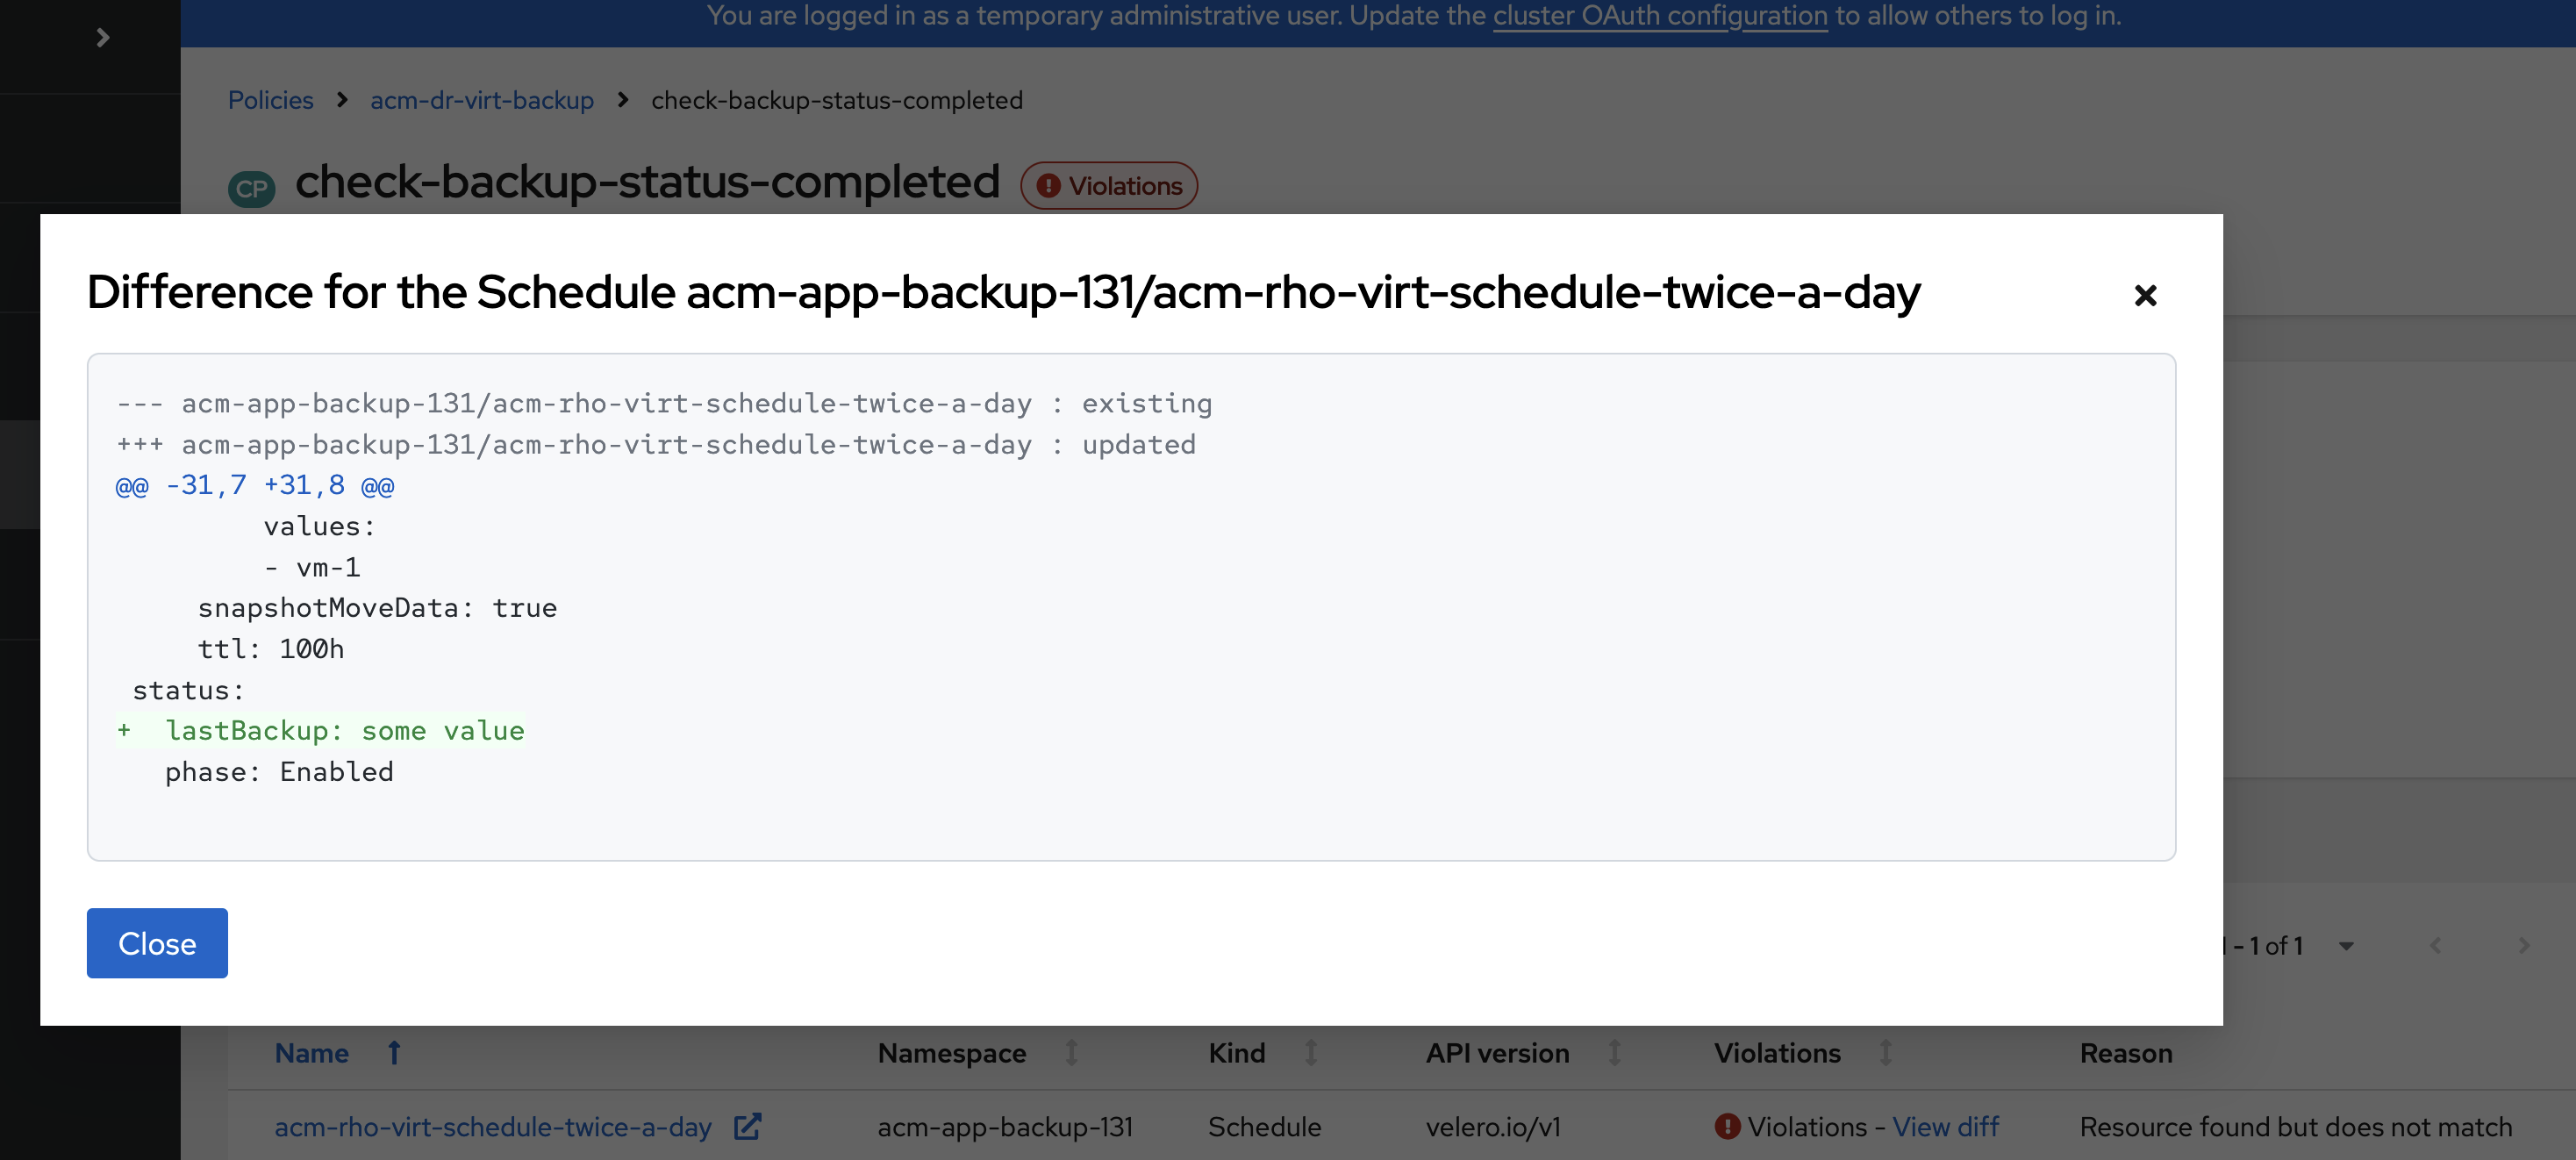 You are logged in as a temporary administrative user. Update the cluster OAuth configuration to allow others to log in.
Policies acm-dr-virt-backup check-backup-status-completed
CP check-backup-status-completed Violations
Difference for the Schedule acm-app-backup-131/acm-rho-virt-schedule-twice-a-day
--- acm-app-backup-131/acm-rho-virt-schedule-twice-a-day : existing
+++ acm-app-backup-131/acm-rho-virt-schedule-twice-a-day : updated
@@ -31,7 +31,8 @@
values:
- vm-1
snapshotMoveData: true
ttl: 100h
status:
+ lastBackup: some value
phase: Enabled
Close
- 1 of 1
Name Namespace Kind API version Violations Reason
acm-rho-virt-schedule-twice-a-day acm-app-backup-131 Schedule velero.io/v1 Violations - View diff Resource found but does not match